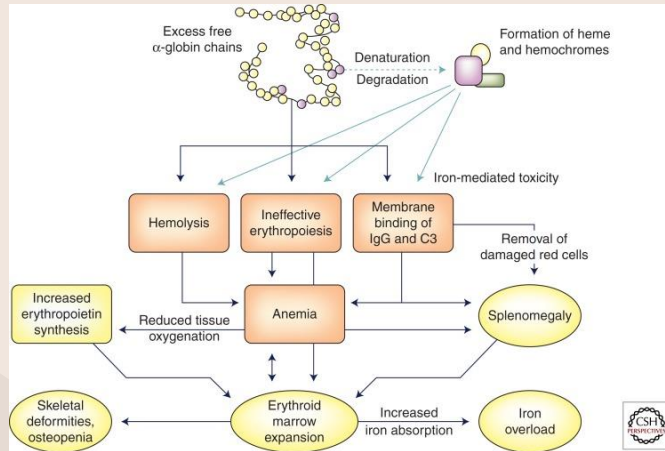 Excess free
α-globin chains
Denaturation
Degradation
Formation of heme
and hemochromes
Iron-mediated toxicity
Hemolysis
Ineffective
erythropoiesis
Membrane
binding of
IgG and C3
Removal of
damaged red cells
Increased
erythropoietin
synthesis
Reduced tissue
oxygenation
Anemia
Splenomegaly
Skeletal
deformities,
osteopenia
Erythroid
marrow
expansion
Increased
iron absorption
Iron
overload
CSH
PERSPECTIVES